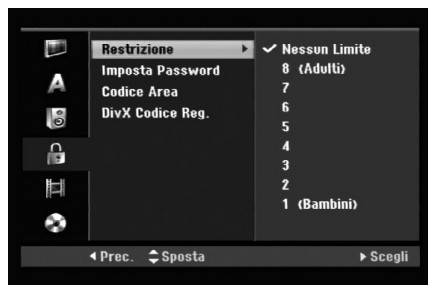 A
Restrizione
Imposta Password
Codice Area
DivX Codice Reg.
Nessun Limite
8 (Adulti)
7
6
5
4
3
2
1 (Bambini)
Prec. Sposta Scegli